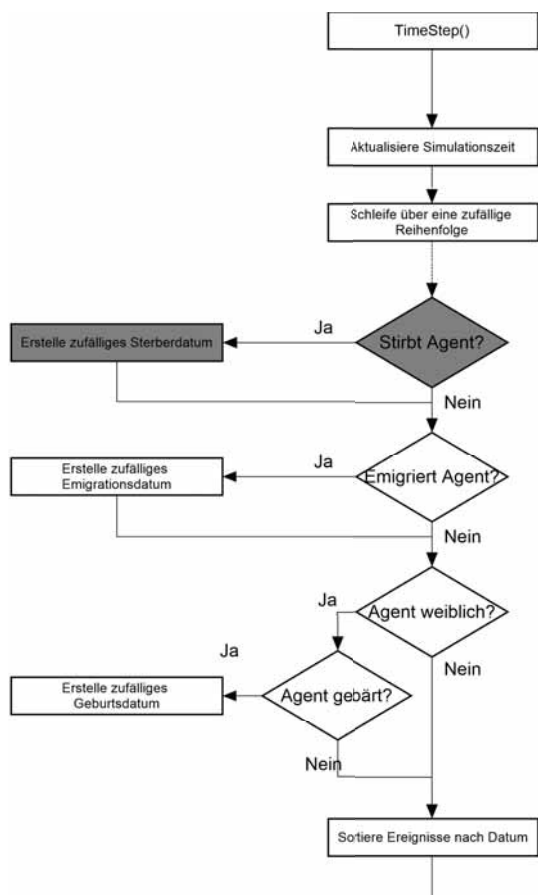 TimeStep()
Aktualisiere Simulationszeit
Schleife über eine zufällige
Reihenfolge
Ja
Erstelle zufälliges Sterberdatum
Stirbt Agent?
Nein
Erstelle zufälliges
Emigrationsdatum
Ja
Emigriert Agent?
Nein
Ja
Agent weiblich?
Ja
Nein
Erstelle zufälliges
Geburtsdatum
Agent gebärt?
Nein
Sortiere Ereignisse nach Datum